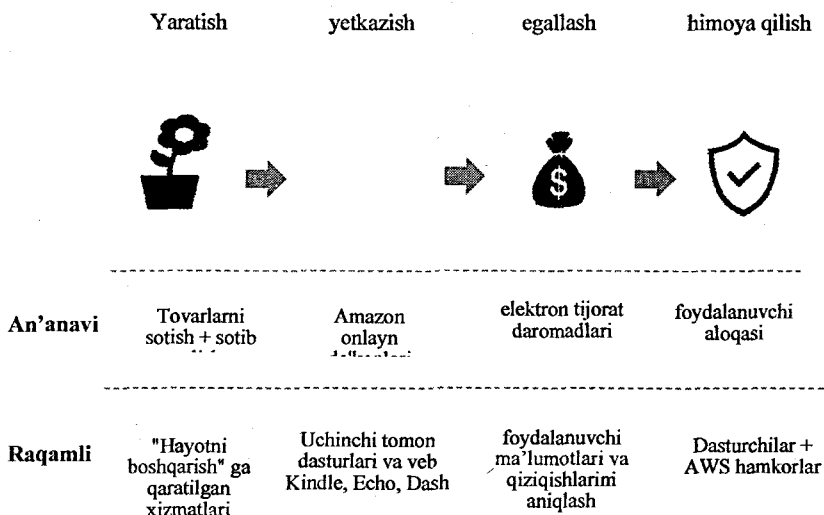 Yaratish yetkazish egallash himoya qilish
$
An'anavi
Tovarlarni
sotish + sotib
Amazon
onlayn
elektron tijorat
daromadlari
foydalanuvchi
aloqasi
Raqamli
"Hayotni
boshqarish" ga
qaratilgan
xizmatlari
Uchinchi tomon
dasturlari va veb
Kindle, Echo, Dash
foydalanuvchi
ma'lumotlari va
qiziqishlarini
aniqlash
Dasturchilar +
AWS hamkorlar